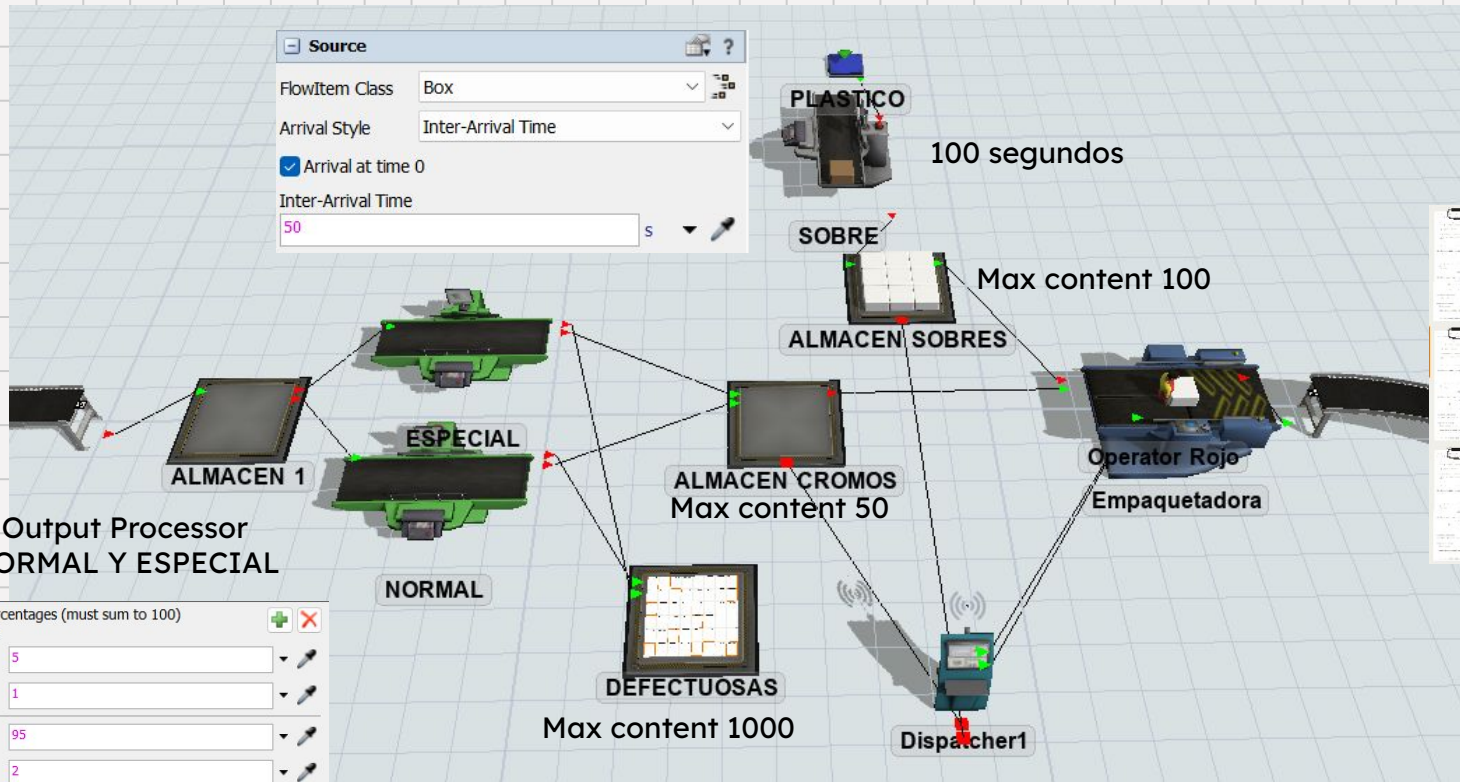 Source
?
FlowItem Class
Box
Arrival Style
Inter-Arrival Time
Arrival at time 0
Inter-Arrival Time
50
s
PLASTICO
100 segundos
SOBRE
Max content 100
ALMACEN SOBRES
ESPECIAL
ALMACEN 1
ALMACEN CROMOS
Max content 50
Operator Rojo
Empaquetadora
Output Processor
ORMAL Y ESPECIAL
NORMAL
centages (must sum to 100)
5
1
95
2
DEFECTUOSAS
Max content 1000
Dispatcher1